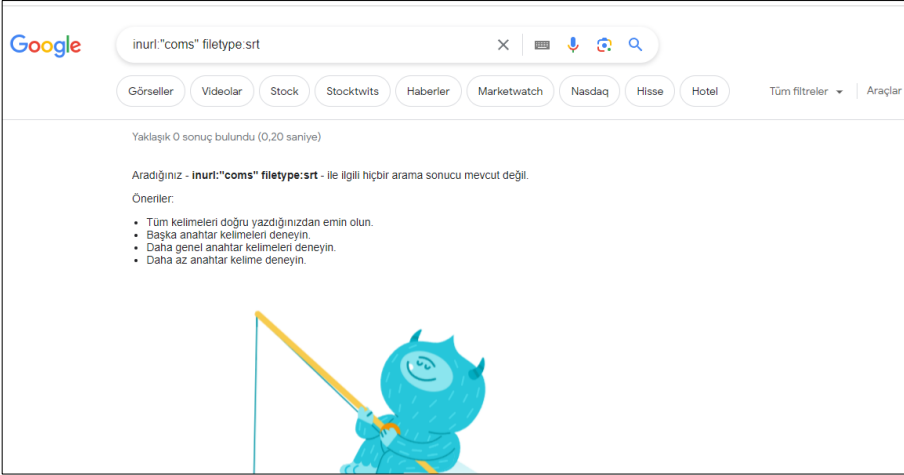 Google
inurl:"coms" filetype:srt
Görseller Videolar Stock Stocktwits Haberler Marketwatch Nasdaq Hisse Hotel Tüm filtreler Araçlar
Yaklaşık 0 sonuç bulundu (0,20 saniye)
Aradığınız - inurl:"coms" filetype:srt - ile ilgili hiçbir arama sonucu mevcut değil.
Öneriler:
Tüm kelimeleri doğru yazdığınızdan emin olun.
Başka anahtar kelimeleri deneyin.
Daha genel anahtar kelimeleri deneyin.
Daha az anahtar kelime deneyin.